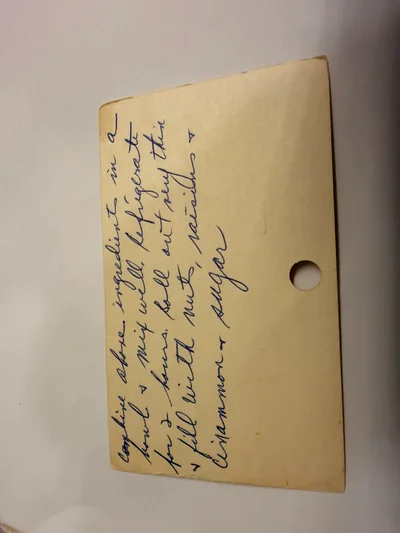 combine above ingredients in a
bowl & mix well. Refrigerate
for 2 hours. Roll out very thin
& fill with nuts, raisins &
Cinammon & sugar